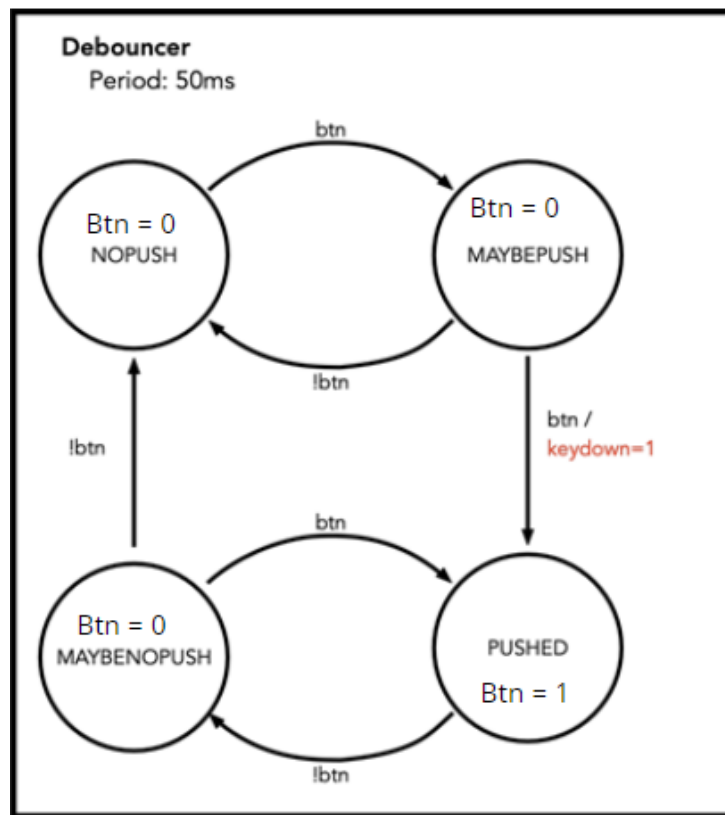 Debouncer
Period: 50ms
btn
Btn = 0
NOPUSH
Btn = 0
MAYBEPUSH
!btn
!btn
btn /
keydown=1
btn
Btn = 0
MAYBENOPUSH
PUSHED
Btn = 1
!btn